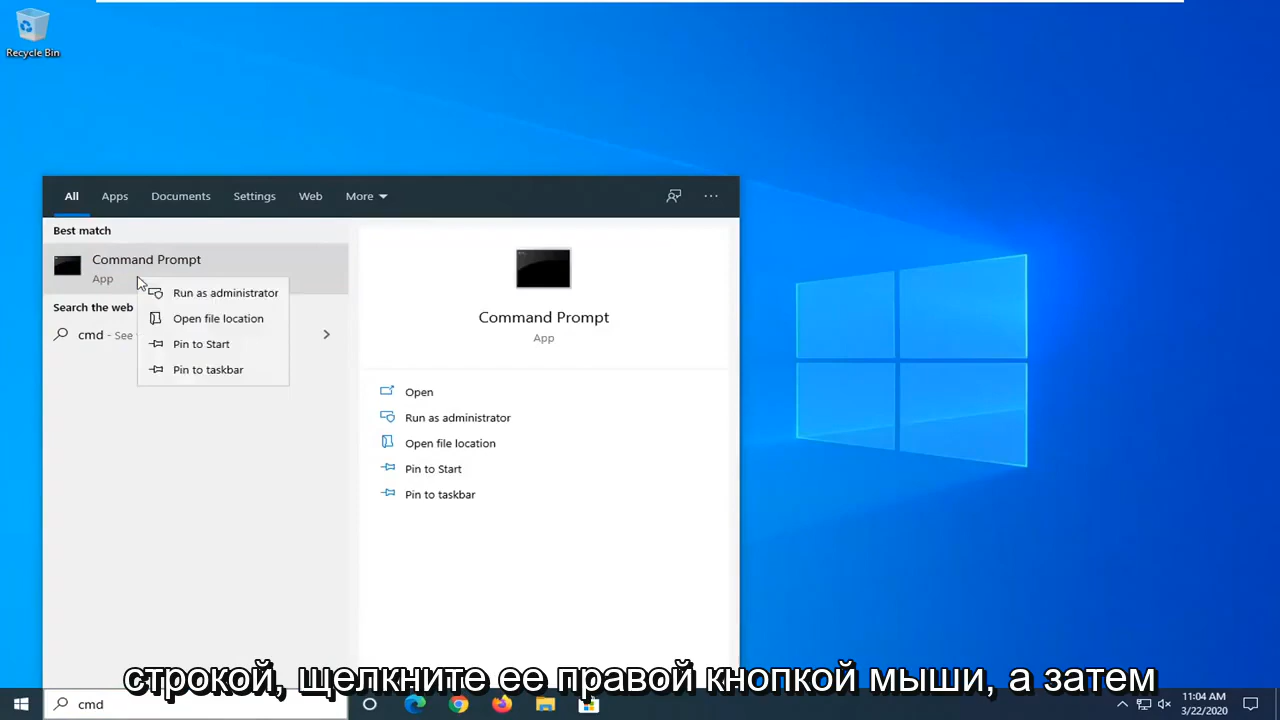 Recycle Bin
All Apps Documents Settings Web More
Best match
Command Prompt
App
Run as administrator
Open file location
Pin to Start
Pin to taskbar
Search the web
cmd - See
Command Prompt
App
Open
Run as administrator
Open file location
Pin to Start
Pin to taskbar
строкой, щелкните ее правой кнопкой мыши, а затем
cmd
11:04 AM
3/22/2020